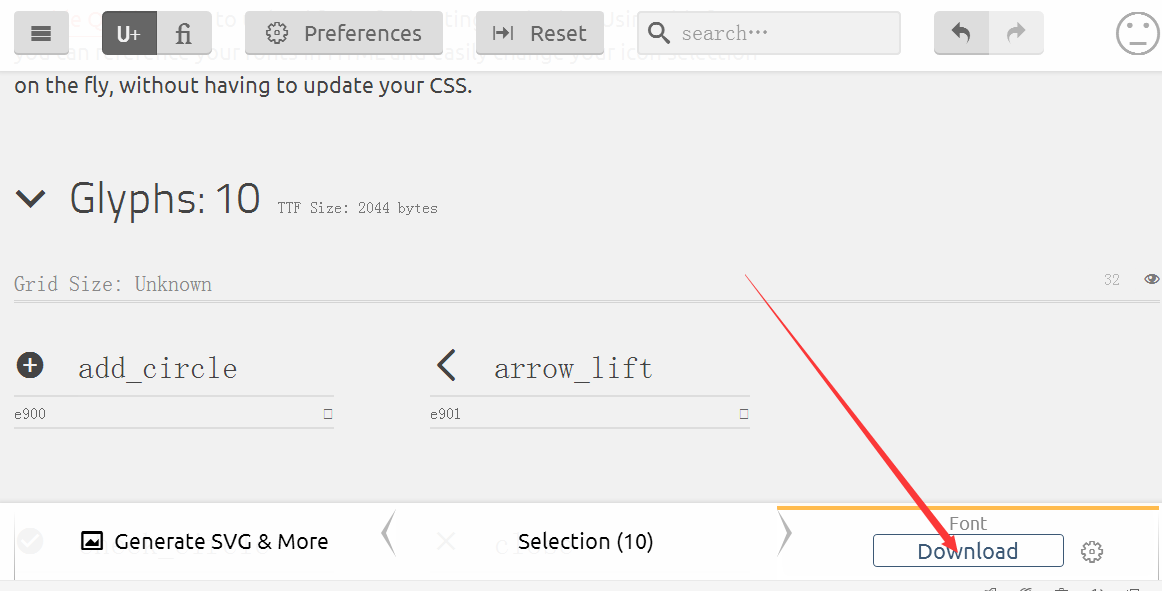 U+ fi Preferences Reset search···
on the fly, without having to update your CSS.
Glyphs: 10 TTF Size: 2044 bytes
Grid Size: Unknown 32
add_circle arrow_lift
e900 e901
Font
Generate SVG & More Selection (10) Download